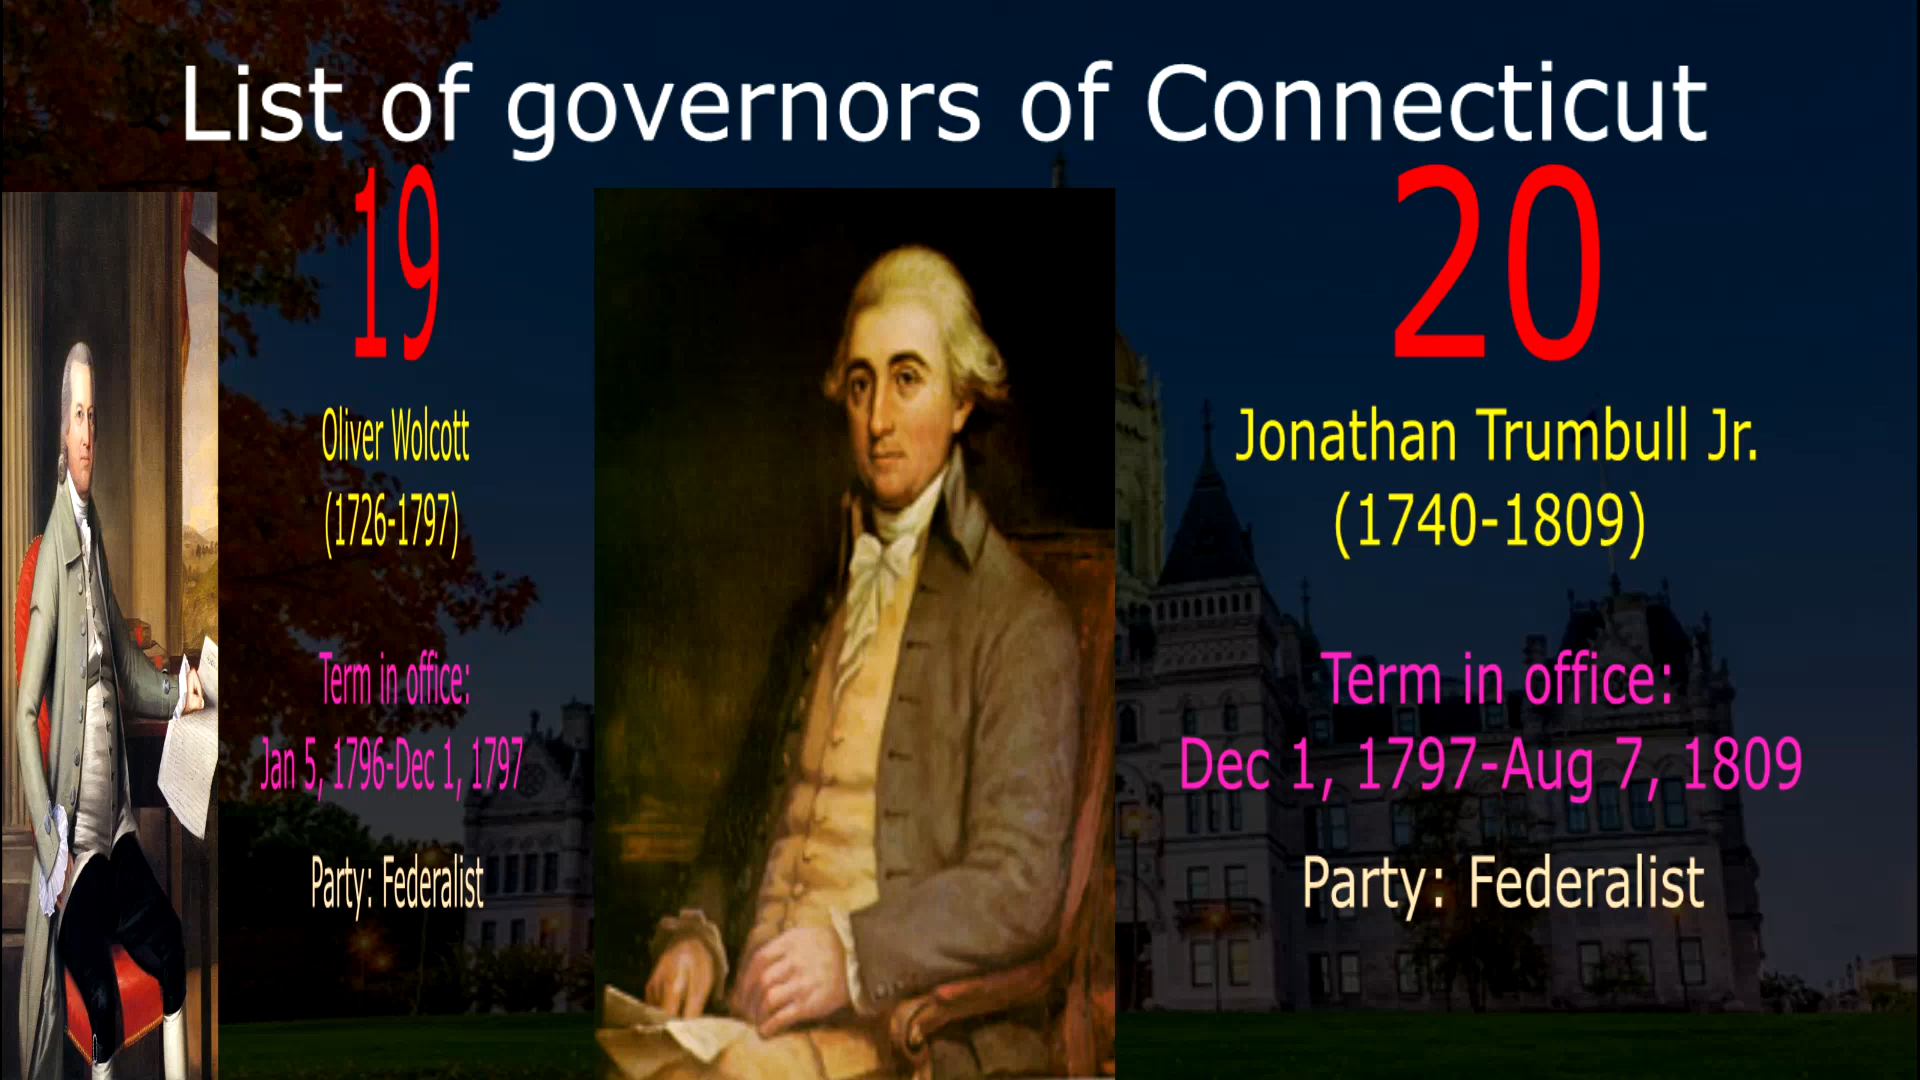 List of governors of Connecticut
19
Oliver Wolcott
(1726-1797)
Term in office:
Jan 5, 1796-Dec 1, 1797
Party: Federalist
20
Jonathan Trumbull Jr.
(1740-1809)
Term in office:
Dec 1, 1797-Aug 7, 1809
Party: Federalist